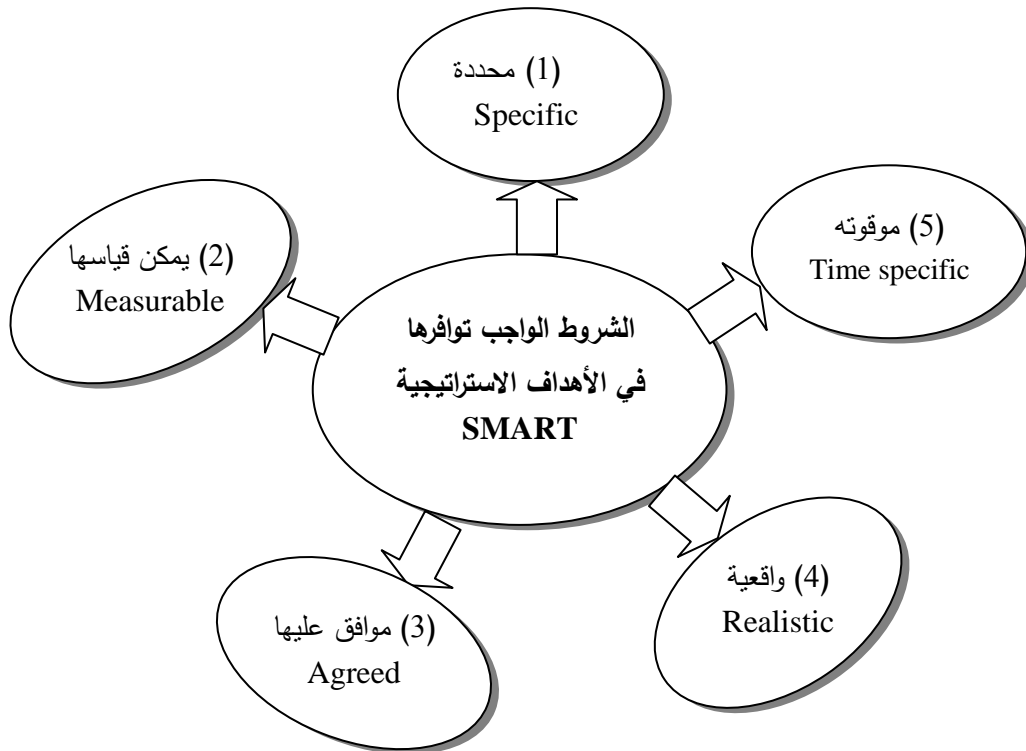 (1) محددة
Specific
(2) يمكن قياسها
Measurable
(5) موقوته
Time specific
الشروط الواجب توافرها
في الأهداف الاستراتيجية
SMART
(3) موافق عليها
Agreed
(4) واقعية
Realistic